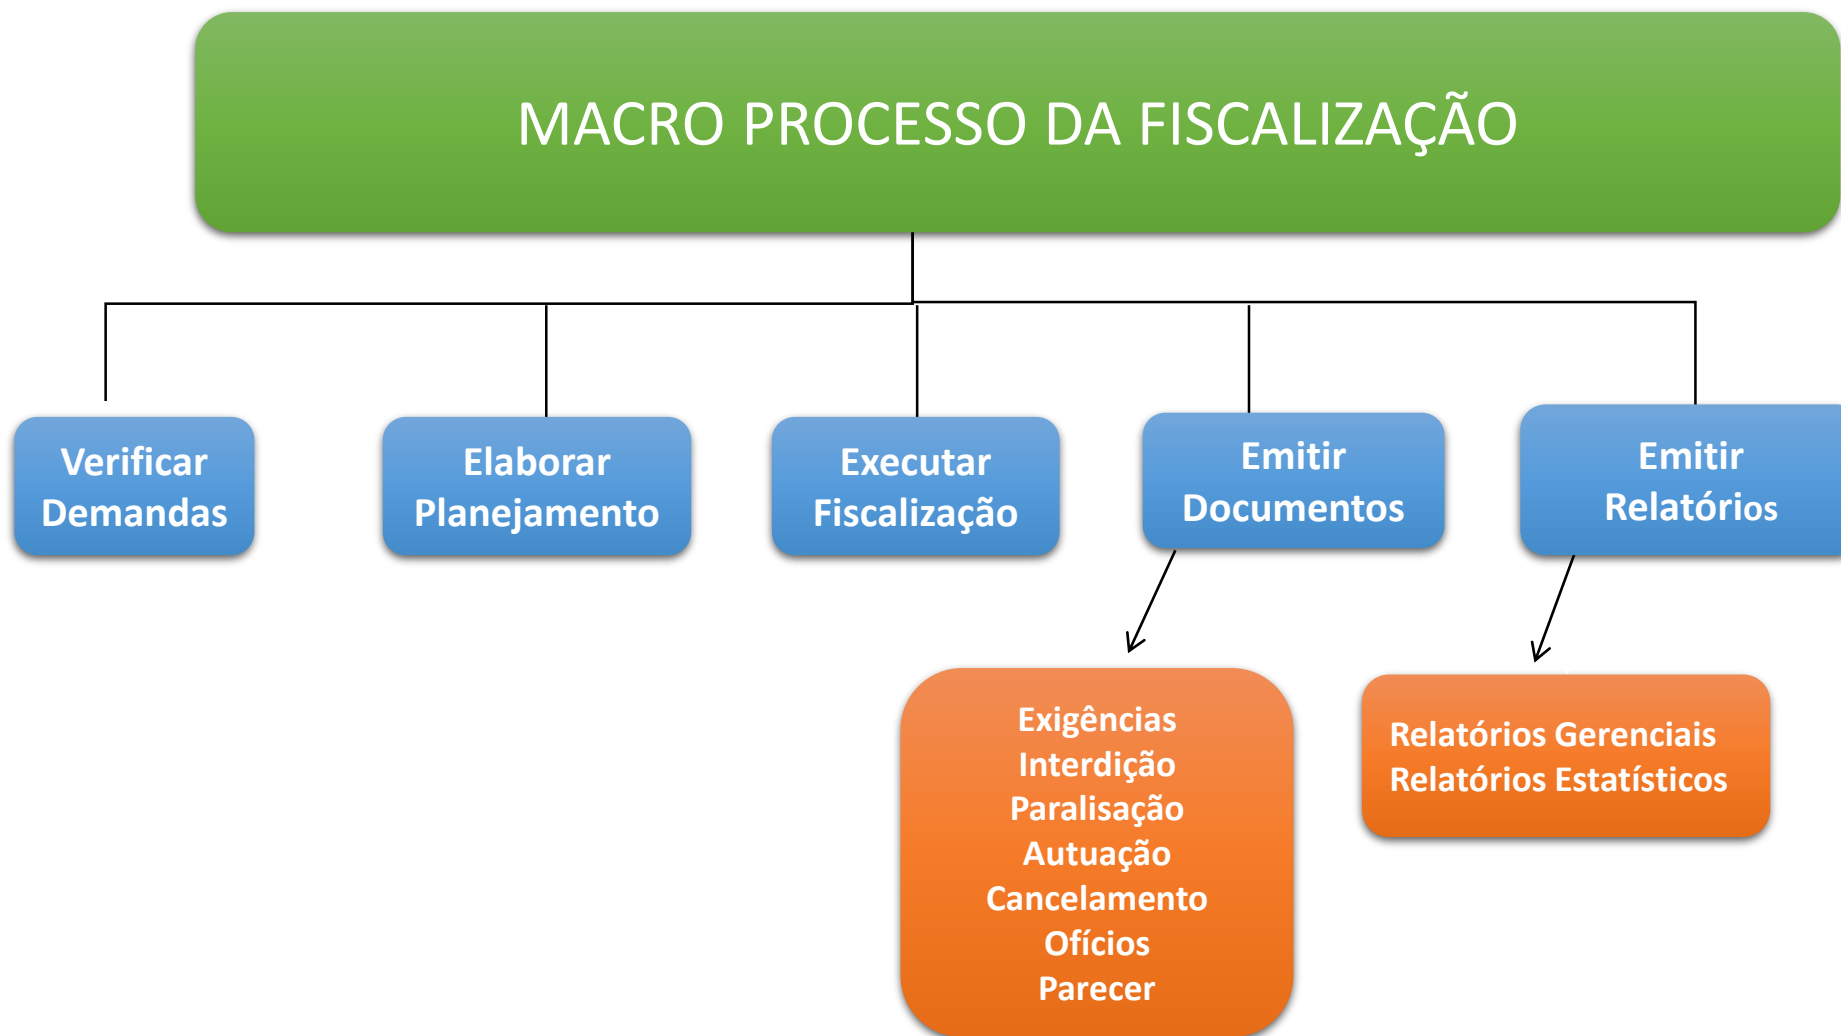 MACRO PROCESSO DA FISCALIZAÇÃO
Verificar
Demandas
Elaborar
Planejamento
Executar
Fiscalização
Emitir
Documentos
Emitir
Relatórios
Exigências
Interdição
Paralisação
Autuação
Cancelamento
Ofícios
Parecer
Relatórios Gerenciais
Relatórios Estatísticos